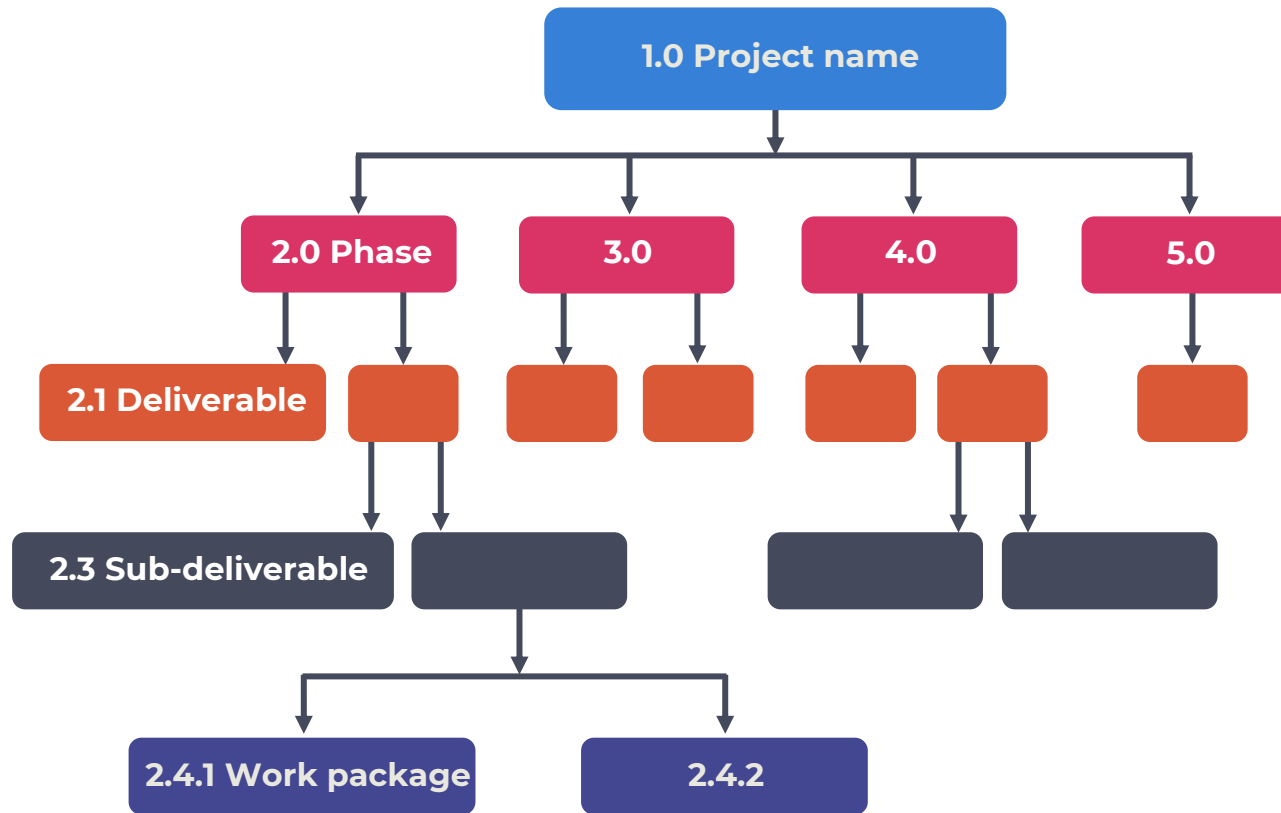 1.0 Project name
2.0 Phase
3.0
4.0
5.0
2.1 Deliverable
2.3 Sub-deliverable
2.4.1 Work package
2.4.2